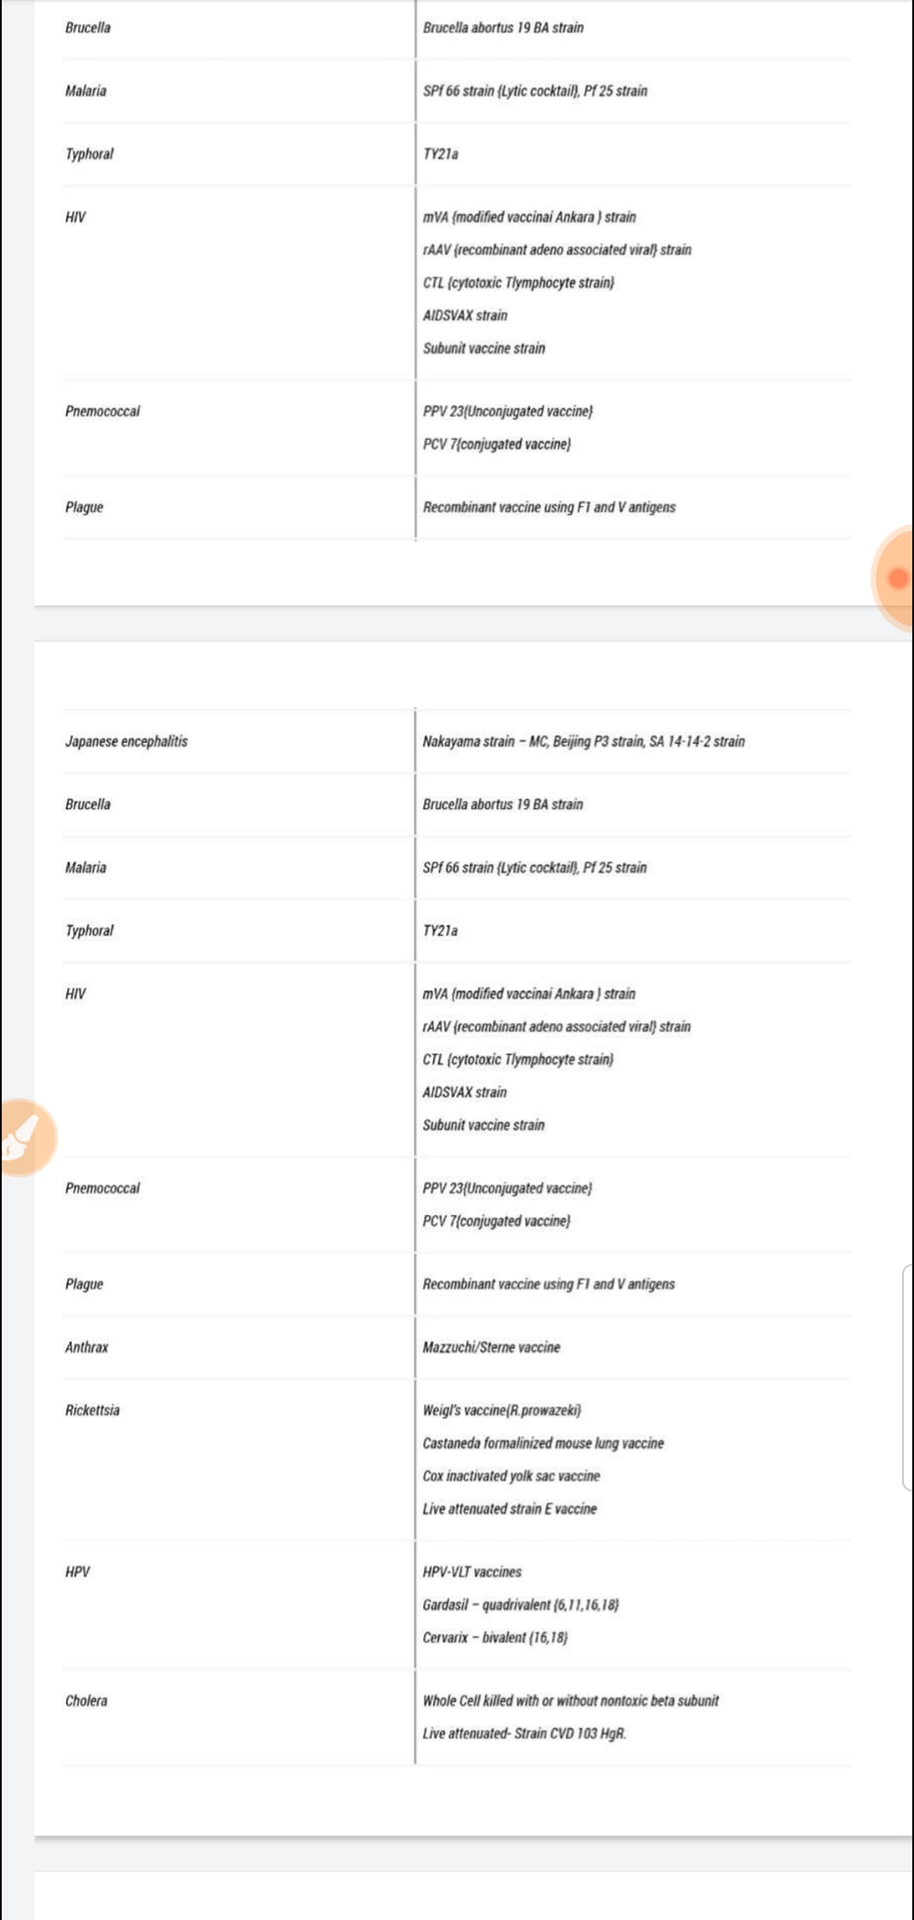 Brucella
Brucella abortus 19 BA strain
Malaria
SPf 66 strain {Lytic cocktail}, Pf 25 strain
Typhoral
TY21a
HIV
mVA {modified vaccinai Ankara } strain
rAAV {recombinant adeno associated viral} strain
CTL {cytotoxic Tlymphocyte strain}
AIDSVAX strain
Subunit vaccine strain
Pnemococcal
PPV 23{Unconjugated vaccine}
PCV 7{conjugated vaccine}
Plague
Recombinant vaccine using F1 and V antigens
Japanese encephalitis
Nakayama strain – MC, Beijing P3 strain, SA 14-14-2 strain
Brucella
Brucella abortus 19 BA strain
Malaria
SPf 66 strain {Lytic cocktail}, Pf 25 strain
Typhoral
TY21a
HIV
mVA {modified vaccinai Ankara } strain
rAAV {recombinant adeno associated viral} strain
CTL {cytotoxic Tlymphocyte strain}
AIDSVAX strain
Subunit vaccine strain
Pnemococcal
PPV 23{Unconjugated vaccine}
PCV 7{conjugated vaccine}
Plague
Recombinant vaccine using F1 and V antigens
Anthrax
Mazzuchi/Sterne vaccine
Rickettsia
Weigl's vaccine{R.prowazeki}
Castaneda formalinized mouse lung vaccine
Cox inactivated yolk sac vaccine
Live attenuated strain E vaccine
HPV
HPV-VLT vaccines
Gardasil – quadrivalent {6,11,16,18}
Cervarix – bivalent {16,18}
Cholera
Whole Cell killed with or without nontoxic beta subunit
Live attenuated- Strain CVD 103 HgR.